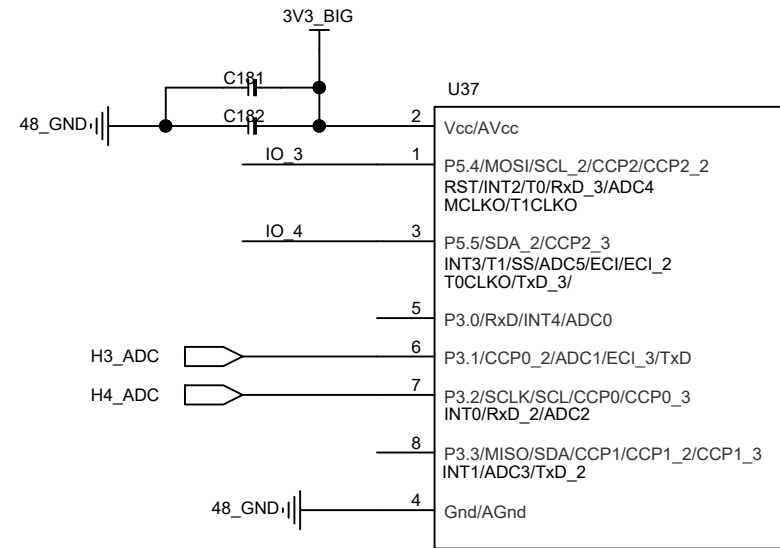 3V3_BIG
C181
U37
48_GND
C182
2
Vcc/AVcc
IO_3
1
P5.4/MOSI/SCL_2/CCP2/CCP2_2
RST/INT2/T0/RxD_3/ADC4
MCLKO/T1CLKO
IO_4
3
P5.5/SDA_2/CCP2_3
INT3/T1/SS/ADC5/ECI/ECI_2
T0CLKO/TxD_3/
5
P3.0/RxD/INT4/ADC0
H3_ADC
6
P3.1/CCP0_2/ADC1/ECI_3/TxD
H4_ADC
7
P3.2/SCLK/SCL/CCP0/CCP0_3
INT0/RxD_2/ADC2
8
P3.3/MISO/SDA/CCP1/CCP1_2/CCP1_3
INT1/ADC3/TxD_2
48_GND
4
Gnd/AGnd